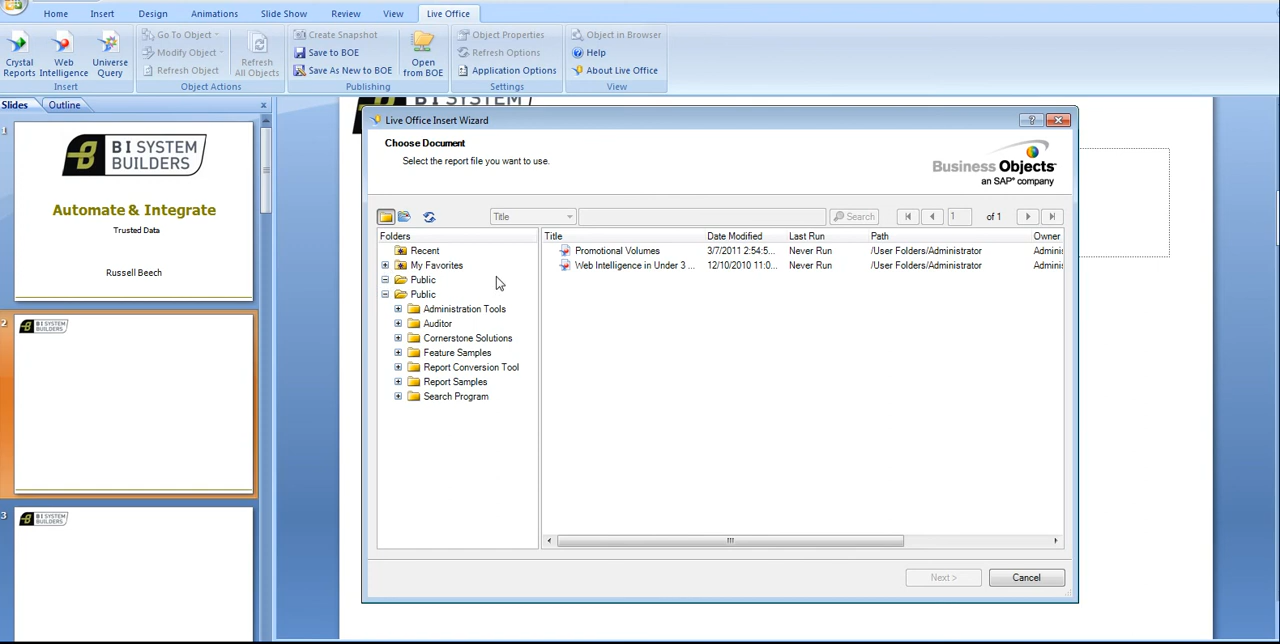 Home Insert Design Animations Slide Show Review View Live Office
Crystal Reports
Web Intelligence
Universe Query
Insert
Go To Object
Modify Object
Refresh Object
Refresh All Objects
Object Actions
Create Snapshot
Save to BOE
Save As New to BOE
Open from BOE
Publishing
Object Properties
Refresh Options
Application Options
Settings
Object in Browser
Help
About Live Office
View
Slides Outline x
1
BI SYSTEM
BUILDERS
Automate & Integrate
Trusted Data
Russell Beech
2
BI SYSTEM
BUILDERS
3
BI SYSTEM
BUILDERS
BI SYSTEM
Live Office Insert Wizard
Choose Document
Select the report file you want to use.
Business Objects
an SAP company
Title Search 1 of 1
Folders
Recent
My Favorites
Public
Public
Administration Tools
Auditor
Cornerstone Solutions
Feature Samples
Report Conversion Tool
Report Samples
Search Program
Title Date Modified Last Run Path Owner
Promotional Volumes 3/7/2011 2:54:5... Never Run /User Folders/Administrator Adminis
Web Intelligence in Under 3 ... 12/10/2010 11:0... Never Run /User Folders/Administrator Adminis
Next > Cancel